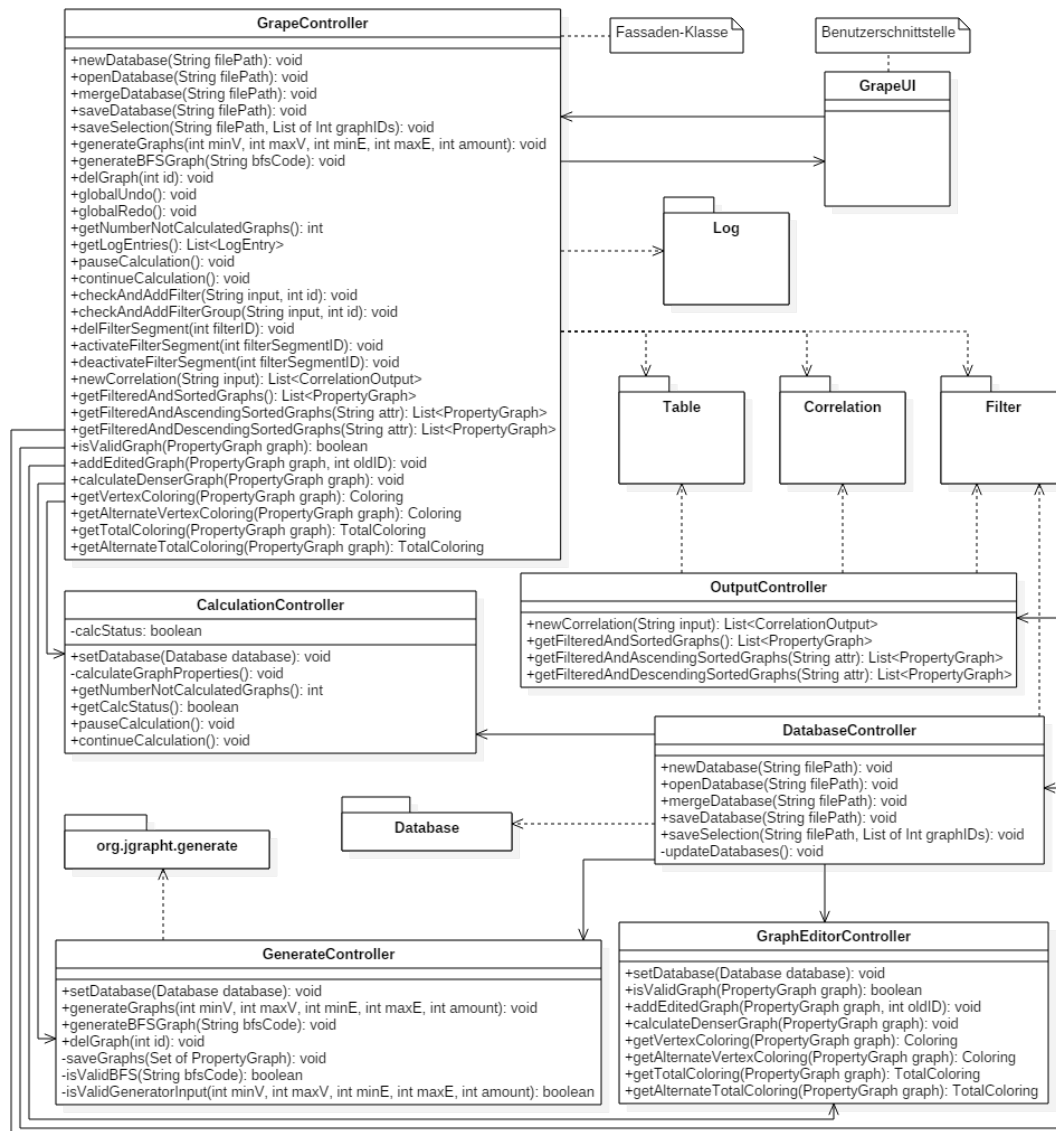 GrapeController
+newDatabase(String filePath): void
+openDatabase(String filePath): void
+mergeDatabase(String filePath): void
+saveDatabase(String filePath): void
+saveSelection(String filePath, List of Int graphIDs): void
+generateGraphs(int minV, int maxV, int minE, int maxE, int amount): void
+generateBFSGraph(String bfsCode): void
+delGraph(int id): void
+globalUndo(): void
+globalRedo(): void
+getNumberNotCalculatedGraphs(): int
+getLogEntries(): List<LogEntry>
+pauseCalculation(): void
+continueCalculation(): void
+checkAndAddFilter(String input, int id): void
+checkAndAddFilterGroup(String input, int id): void
+delFilterSegment(int filterID): void
+activateFilterSegment(int filterSegmentID): void
+deactivateFilterSegment(int filterSegmentID): void
+newCorrelation(String input): List<CorrelationOutput>
+getFilteredAndSortedGraphs(): List<PropertyGraph>
+getFilteredAndAscendingSortedGraphs(String attr): List<PropertyGraph>
+getFilteredAndDescendingSortedGraphs(String attr): List<PropertyGraph>
+isValidGraph(PropertyGraph graph): boolean
+addEditedGraph(PropertyGraph graph, int oldID): void
+calculateDenserGraph(PropertyGraph graph): void
+getVertexColoring(PropertyGraph graph): Coloring
+getAlternateVertexColoring(PropertyGraph graph): Coloring
+getTotalColoring(PropertyGraph graph): TotalColoring
+getAlternateTotalColoring(PropertyGraph graph): TotalColoring
Fassaden-Klasse
Benutzerschnittstelle
GrapeUI
Log
Table
Correlation
Filter
OutputController
+newCorrelation(String input): List<CorrelationOutput>
+getFilteredAndSortedGraphs(): List<PropertyGraph>
+getFilteredAndAscendingSortedGraphs(String attr): List<PropertyGraph>
+getFilteredAndDescendingSortedGraphs(String attr): List<PropertyGraph>
CalculationController
-calcStatus: boolean
+setDatabase(Database database): void
-calculateGraphProperties(): void
+getNumberNotCalculatedGraphs(): int
+getCalcStatus(): boolean
+pauseCalculation(): void
+continueCalculation(): void
DatabaseController
+newDatabase(String filePath): void
+openDatabase(String filePath): void
+mergeDatabase(String filePath): void
+saveDatabase(String filePath): void
+saveSelection(String filePath, List of Int graphIDs): void
-updateDatabases(): void
Database
org.jgrapht.generate
GenerateController
+setDatabase(Database database): void
+generateGraphs(int minV, int maxV, int minE, int maxE, int amount): void
+generateBFSGraph(String bfsCode): void
+delGraph(int id): void
-saveGraphs(Set of PropertyGraph): void
-isValidBFS(String bfsCode): boolean
-isValidGeneratorInput(int minV, int maxV, int minE, int maxE, int amount): boolean
GraphEditorController
+setDatabase(Database database): void
+isValidGraph(PropertyGraph graph): boolean
+addEditedGraph(PropertyGraph graph, int oldID): void
+calculateDenserGraph(PropertyGraph graph): void
+getVertexColoring(PropertyGraph graph): Coloring
+getAlternateVertexColoring(PropertyGraph graph): Coloring
+getTotalColoring(PropertyGraph graph): TotalColoring
+getAlternateTotalColoring(PropertyGraph graph): TotalColoring